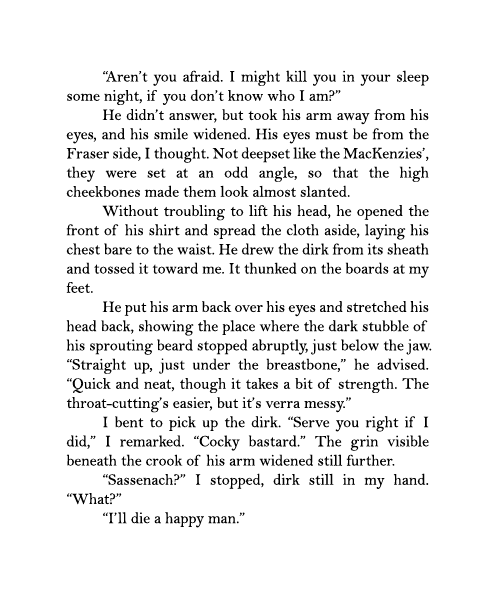 “Aren’t you afraid. I might kill you in your sleep
some night, if you don’t know who I am?”
He didn’t answer, but took his arm away from his
eyes, and his smile widened. His eyes must be from the
Fraser side, I thought. Not deepset like the MacKenzies’,
they were set at an odd angle, so that the high
cheekbones made them look almost slanted.
Without troubling to lift his head, he opened the
front of his shirt and spread the cloth aside, laying his
chest bare to the waist. He drew the dirk from its sheath
and tossed it toward me. It thunked on the boards at my
feet.
He put his arm back over his eyes and stretched his
head back, showing the place where the dark stubble of
his sprouting beard stopped abruptly, just below the jaw.
“Straight up, just under the breastbone,” he advised.
“Quick and neat, though it takes a bit of strength. The
throat-cutting’s easier, but it’s verra messy.”
I bent to pick up the dirk. “Serve you right if I
did,” I remarked. “Cocky bastard.” The grin visible
beneath the crook of his arm widened still further.
“Sassenach?” I stopped, dirk still in my hand.
“What?”
“I’ll die a happy man.”